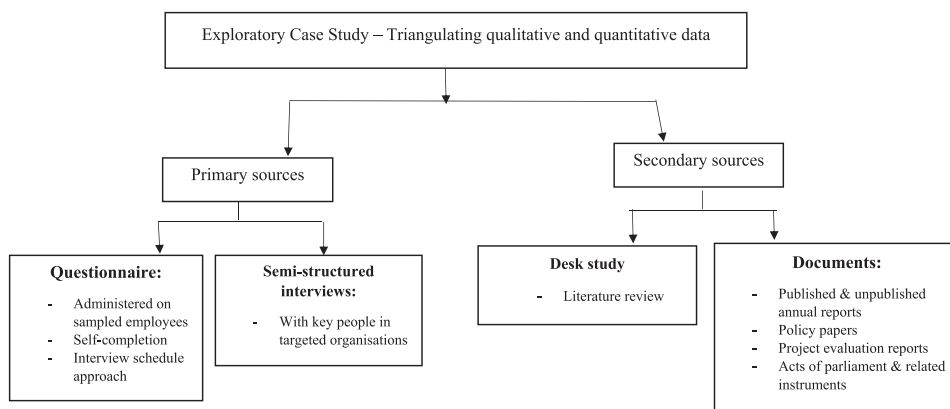 Exploratory Case Study – Triangulating qualitative and quantitative data
Primary sources
Secondary sources
Questionnaire:
- Administered on
sampled employees
- Self-completion
- Interview schedule
approach
Semi-structured
interviews:
- With key people in
targeted organisations
Desk study
- Literature review
Documents:
- Published & unpublished
annual reports
- Policy papers
- Project evaluation reports
- Acts of parliament & related
instruments